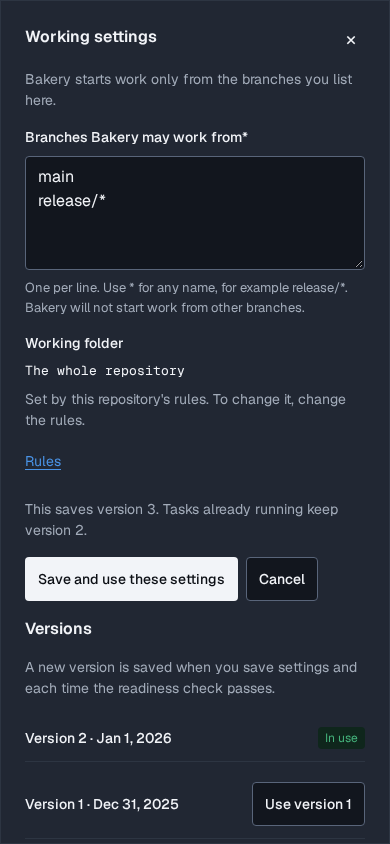 Working settings
×
Bakery starts work only from the branches you list
here.
Branches Bakery may work from*
main
release/*
One per line. Use * for any name, for example release/*.
Bakery will not start work from other branches.
Working folder
The whole repository
Set by this repository's rules. To change it, change
the rules.
Rules
This saves version 3. Tasks already running keep
version 2.
Save and use these settings
Cancel
Versions
A new version is saved when you save settings and
each time the readiness check passes.
Version 2 · Jan 1, 2026
In use
Version 1 · Dec 31, 2025
Use version 1